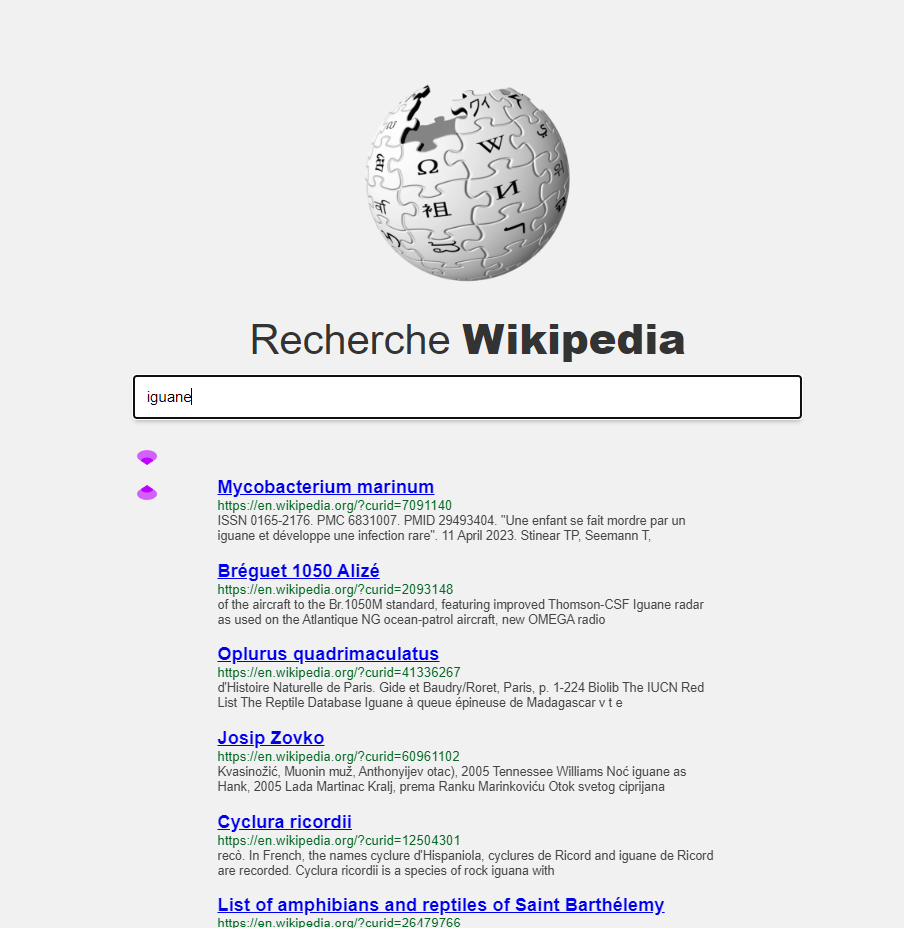 Ω W И 祖
Recherche Wikipedia
iguane
Mycobacterium marinum
https://en.wikipedia.org/?curid=7091140
ISSN 0165-2176. PMC 6831007. PMID 29493404. "Une enfant se fait mordre par un
iguane et développe une infection rare". 11 April 2023. Stinear TP, Seemann T,
Bréguet 1050 Alizé
https://en.wikipedia.org/?curid=2093148
of the aircraft to the Br.1050M standard, featuring improved Thomson-CSF Iguane radar
as used on the Atlantique NG ocean-patrol aircraft, new OMEGA radio
Oplurus quadrimaculatus
https://en.wikipedia.org/?curid=41336267
d'Histoire Naturelle de Paris. Gide et Baudry/Roret, Paris, p. 1-224 Biolib The IUCN Red
List The Reptile Database Iguane à queue épineuse de Madagascar v t e
Josip Zovko
https://en.wikipedia.org/?curid=60961102
Kvasinožić, Muonin muž, Anthonyijev otac), 2005 Tennessee Williams Noć iguane as
Hank, 2005 Lada Martinac Kralj, prema Ranku Marinkoviću Otok svetog ciprijana
Cyclura ricordii
https://en.wikipedia.org/?curid=12504301
recò. In French, the names cyclure d'Hispaniola, cyclures de Ricord and iguane de Ricord
are recorded. Cyclura ricordii is a species of rock iguana with
List of amphibians and reptiles of Saint Barthélemy
https://en.wikipedia.org/?curid=26479766